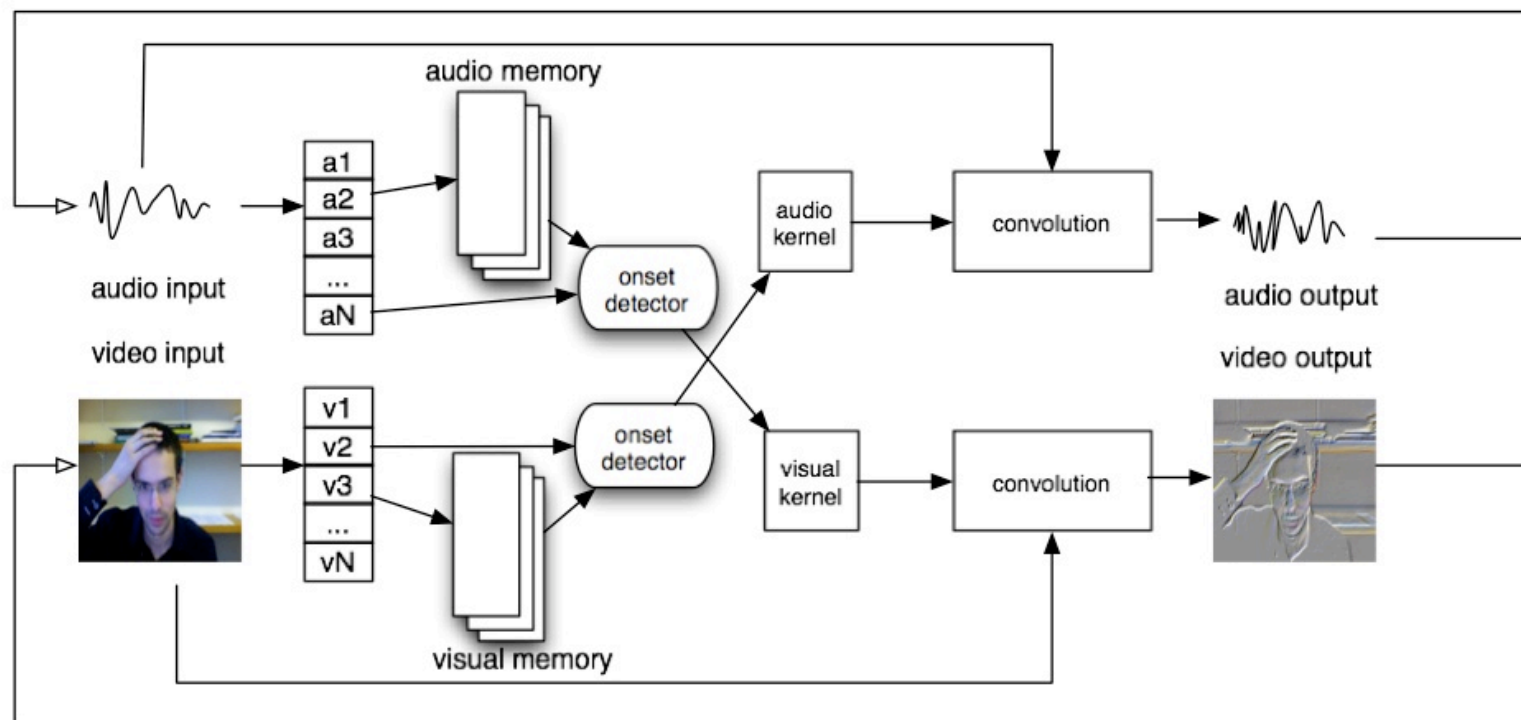 audio memory
a1
a2
a3
...
aN
audio input
onset
detector
audio
kernel
convolution
audio output
video input
v1
v2
v3
...
vN
onset
detector
visual memory
visual
kernel
convolution
video output